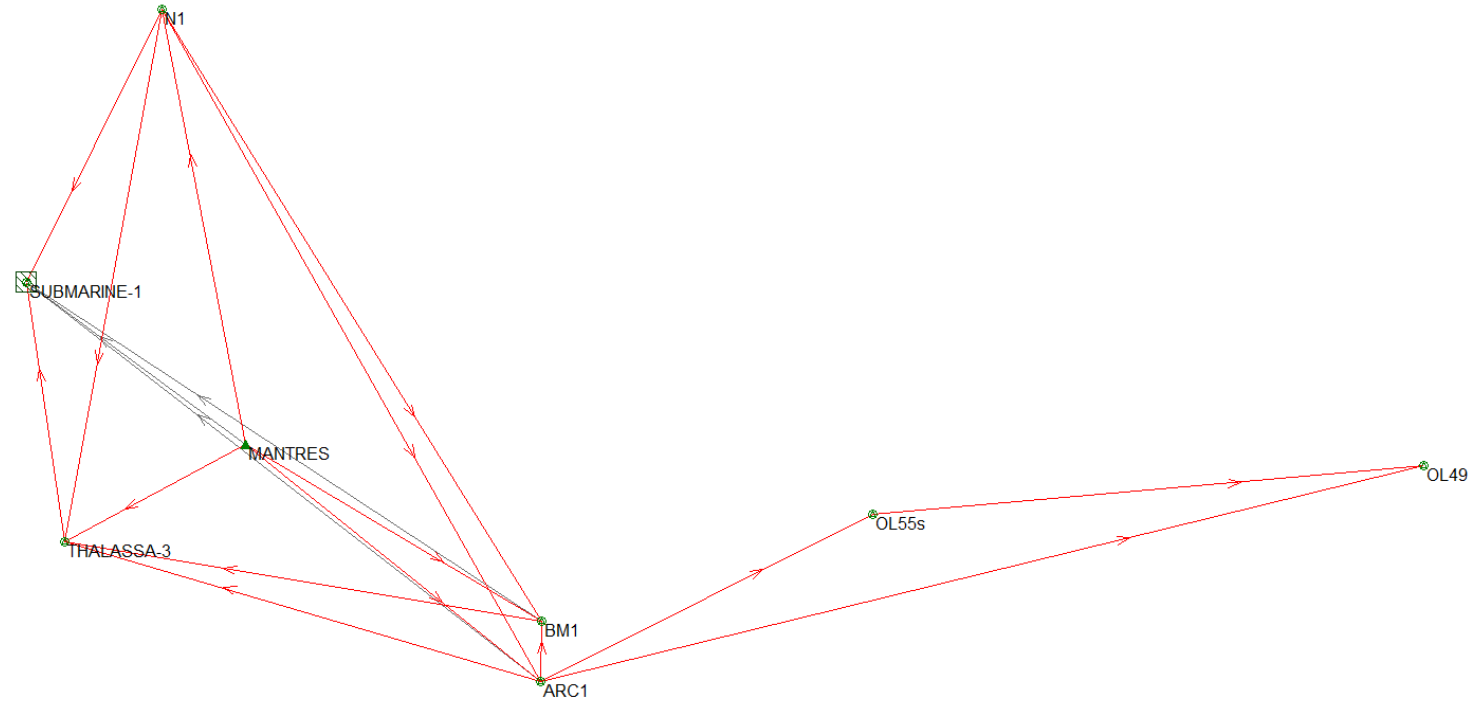 N1
SUBMARINE-1
MANTRES
OL49
OL55s
THALASSA-3
BM1
ARC1